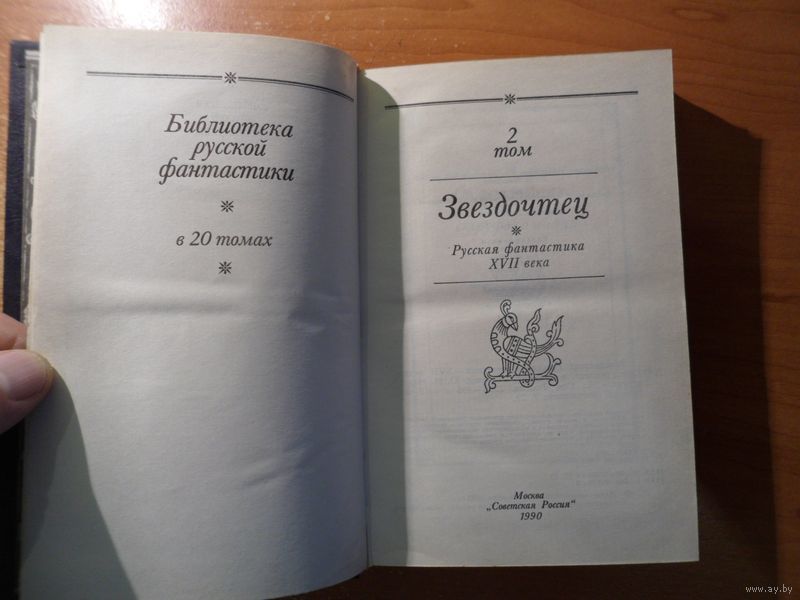 Библиотека
русской
фантастики
в 20 томах
2
том
Звездочтец
Русская фантастика
XVII века
Москва
„Советская Россия“
1990
www.ay.by